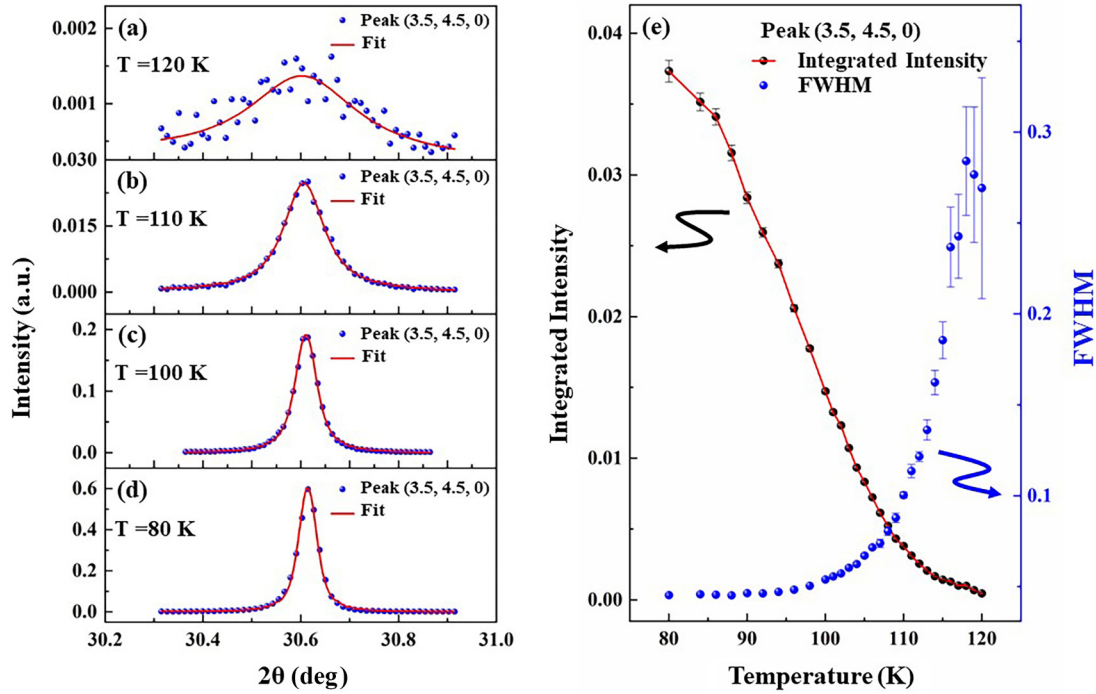 (a)
Peak (3.5, 4.5, 0)
Fit
T =120 K
0.002
0.001
0.030
(b)
Peak (3.5, 4.5, 0)
Fit
T =110 K
0.015
0.000
(c)
Peak (3.5, 4.5, 0)
Fit
T =100 K
0.2
0.1
0.0
(d)
Peak (3.5, 4.5, 0)
Fit
T =80 K
0.6
0.4
0.2
0.0
Intensity (a.u.)
30.2 30.4 30.6 30.8 31.0
2θ (deg)
(e)
Peak (3.5, 4.5, 0)
Integrated Intensity
FWHM
0.04
0.03
0.02
0.01
0.00
Integrated Intensity
0.3
0.2
0.1
FWHM
80 90 100 110 120
Temperature (K)